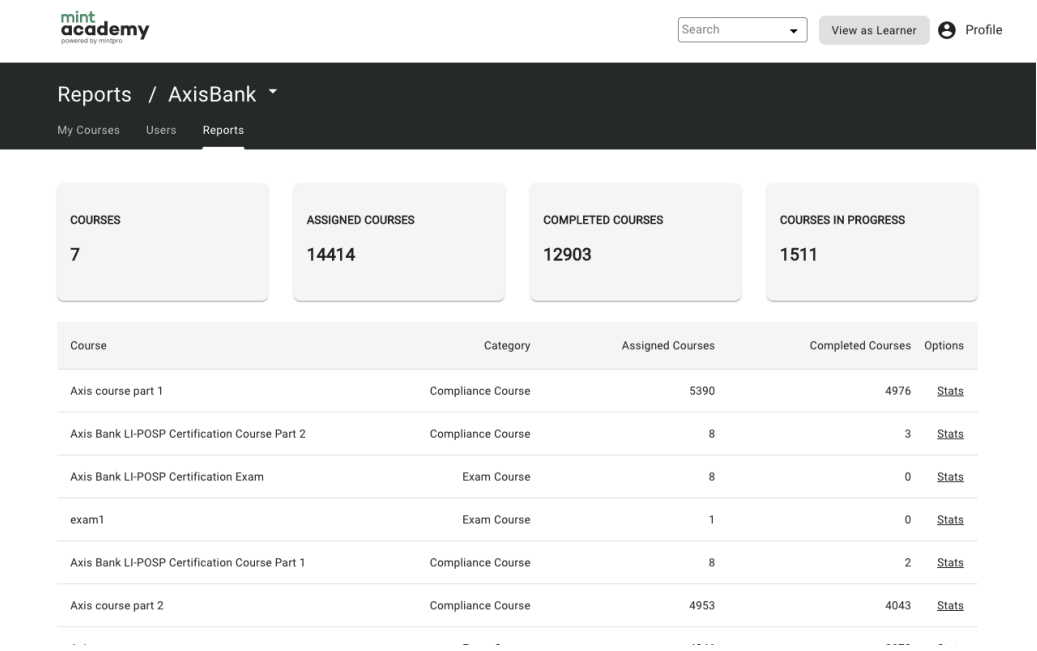 mint
academy
powered by mintpro
Search
View as Learner
Profile
Reports / AxisBank
My Courses Users Reports
COURSES
7
ASSIGNED COURSES
14414
COMPLETED COURSES
12903
COURSES IN PROGRESS
1511
Course Category Assigned Courses Completed Courses Options
Axis course part 1 Compliance Course 5390 4976 Stats
Axis Bank LI-POSP Certification Course Part 2 Compliance Course 8 3 Stats
Axis Bank LI-POSP Certification Exam Exam Course 8 0 Stats
exam1 Exam Course 1 0 Stats
Axis Bank LI-POSP Certification Course Part 1 Compliance Course 8 2 Stats
Axis course part 2 Compliance Course 4953 4043 Stats